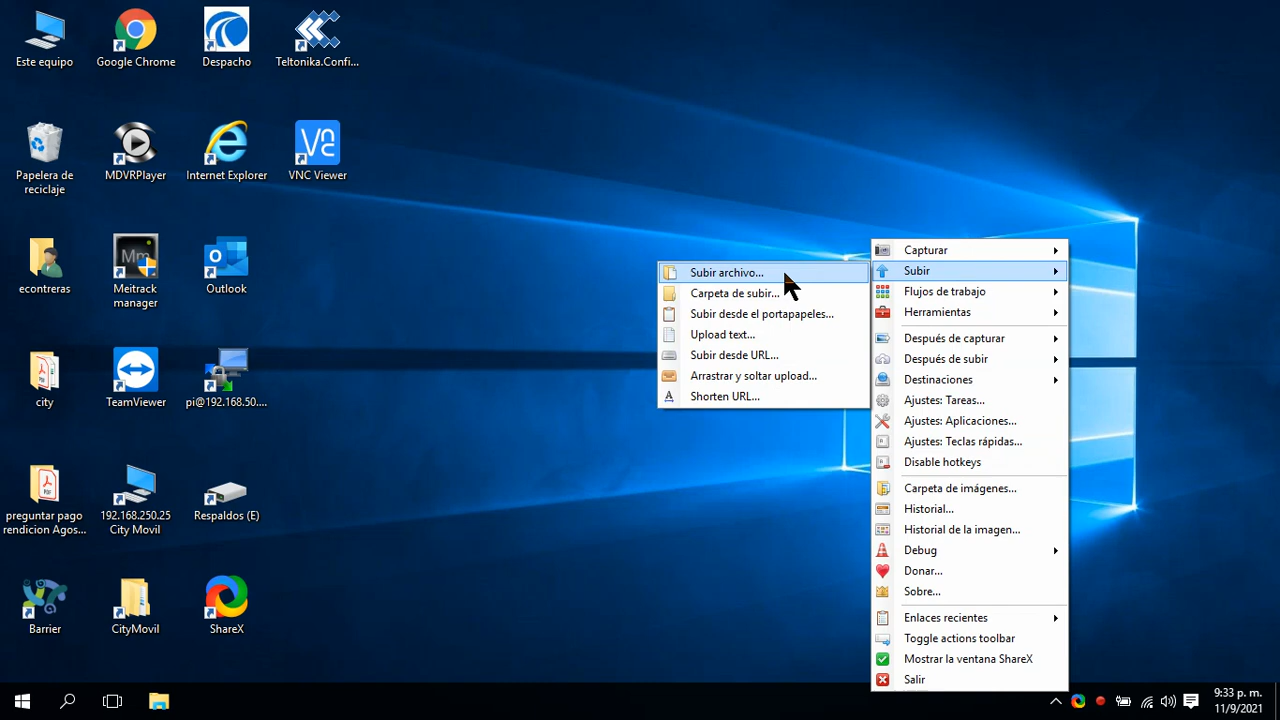 Este equipo
Google Chrome
Despacho
Teltonika.Confi...
Papelera de
reciclaje
MDVRPlayer
Internet Explorer
VNC Viewer
econtreras
Meitrack
manager
Outlook
city
TeamViewer
pi@192.168.50....
preguntar pago
rendicion Agos...
192.168.250.25
City Movil
Respaldos (E)
Barrier
CityMovil
ShareX
Subir archivo...
Carpeta de subir...
Subir desde el portapapeles...
Upload text...
Subir desde URL...
Arrastrar y soltar upload...
Shorten URL...
Capturar
Subir
Flujos de trabajo
Herramientas
Después de capturar
Después de subir
Destinaciones
Ajustes: Tareas...
Ajustes: Aplicaciones...
Ajustes: Teclas rápidas...
Disable hotkeys
Carpeta de imágenes...
Historial...
Historial de la imagen...
Debug
Donar...
Sobre...
Enlaces recientes
Toggle actions toolbar
Mostrar la ventana ShareX
Salir
9:33 p. m.
11/9/2021